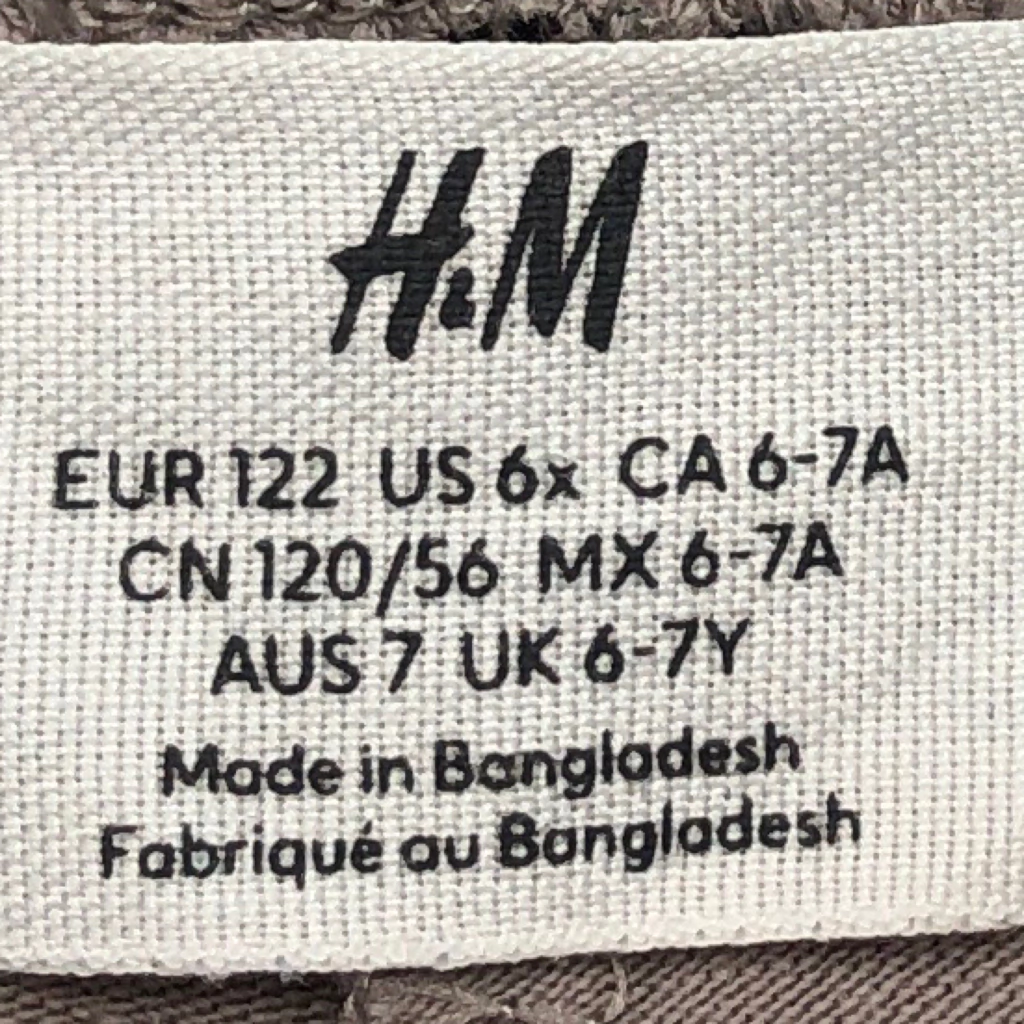 H&M
EUR 122 US 6x CA 6-7A
CN 120/56 MX 6-7A
AUS 7 UK 6-7Y
Made in Bangladesh
Fabriqué au Bangladesh